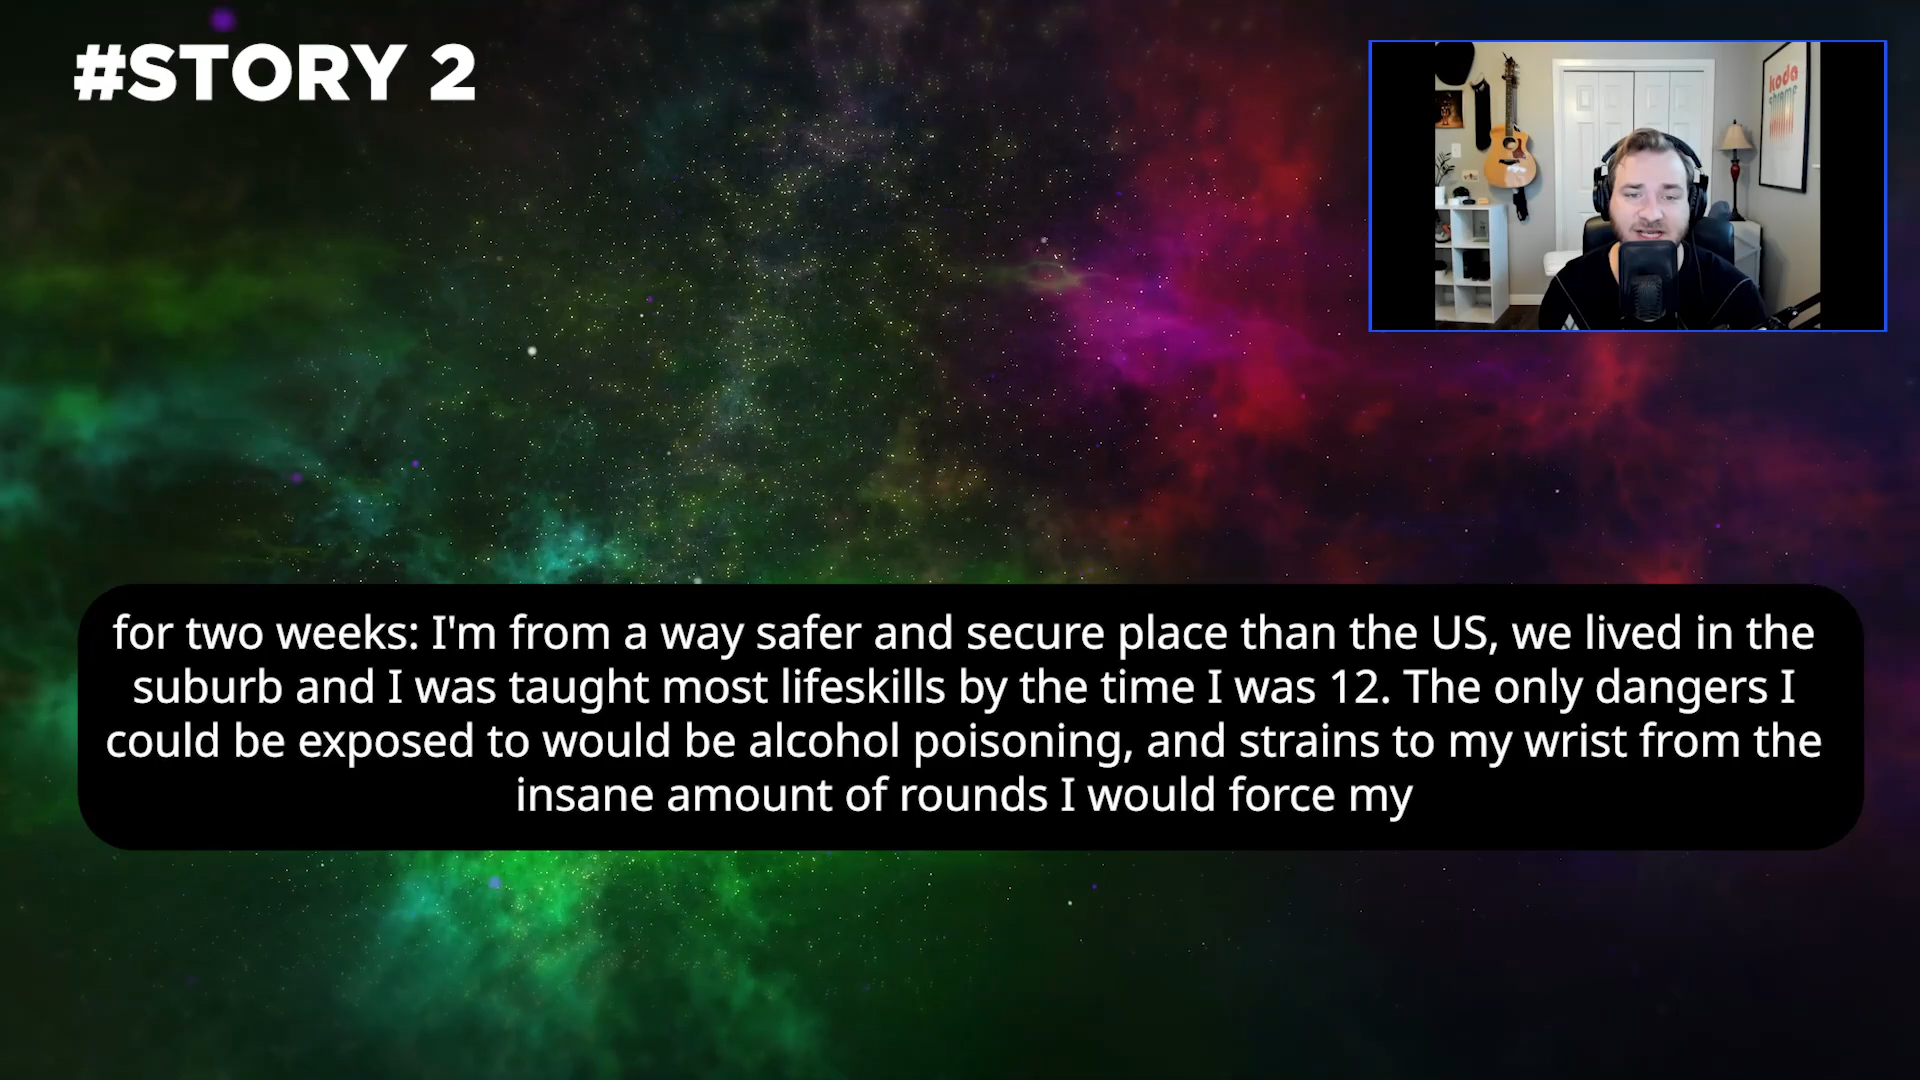 #STORY 2
koda
for two weeks: I'm from a way safer and secure place than the US, we lived in the
suburb and I was taught most lifeskills by the time I was 12. The only dangers I
could be exposed to would be alcohol poisoning, and strains to my wrist from the
insane amount of rounds I would force my